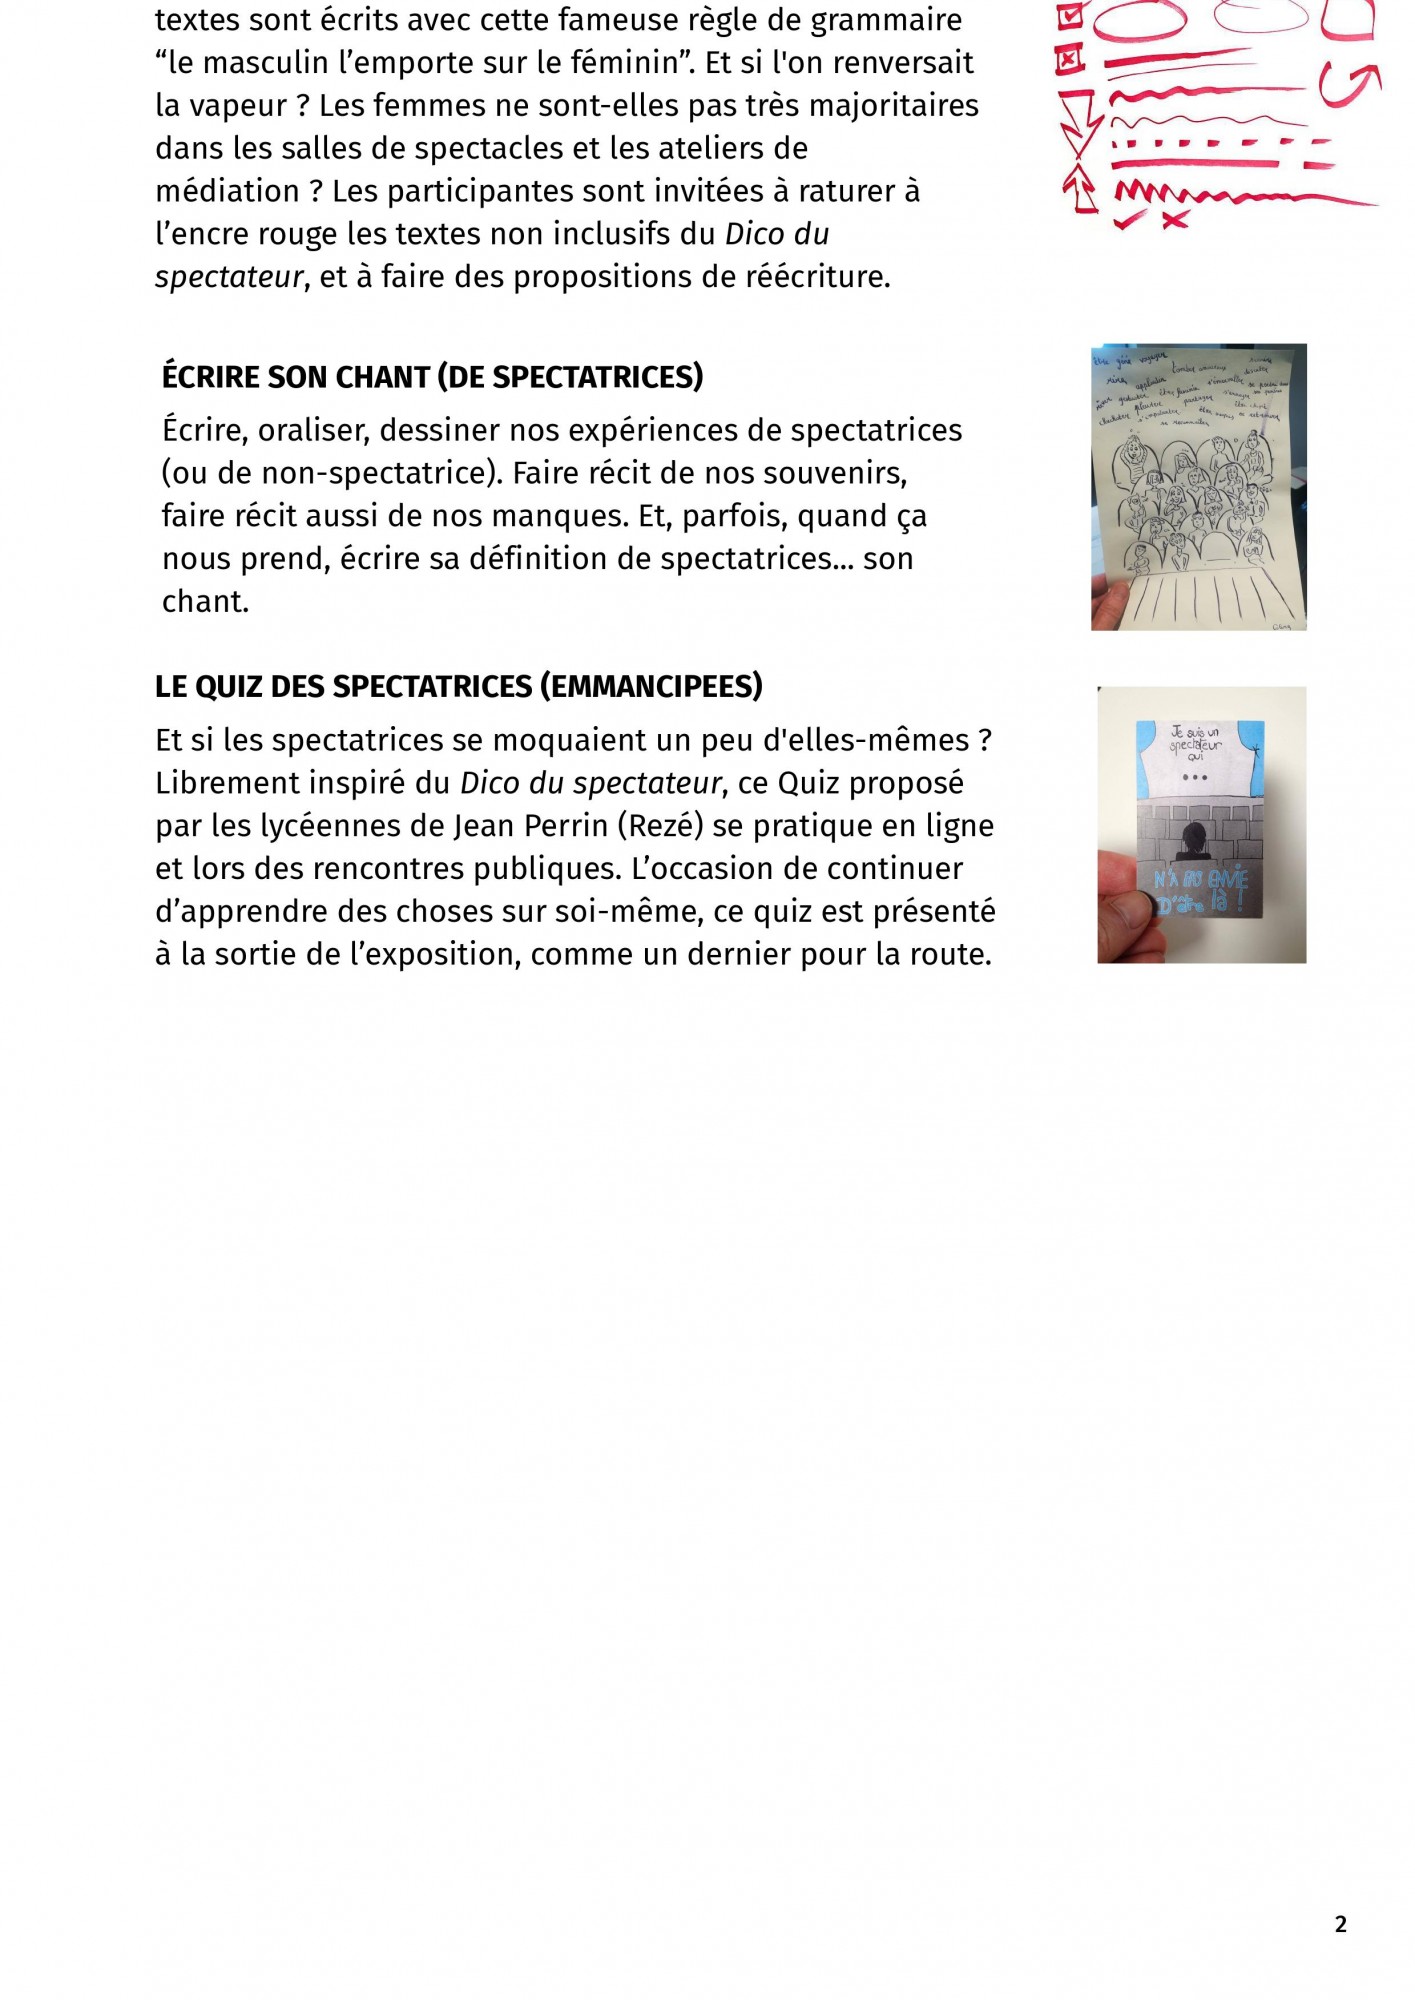 textes sont écrits avec cette fameuse règle de grammaire
“le masculin l’emporte sur le féminin”. Et si l'on renversait
la vapeur ? Les femmes ne sont-elles pas très majoritaires
dans les salles de spectacles et les ateliers de
médiation ? Les participantes sont invitées à raturer à
l’encre rouge les textes non inclusifs du Dico du
spectateur, et à faire des propositions de réécriture.
ÉCRIRE SON CHANT (DE SPECTATRICES)
Écrire, oraliser, dessiner nos expériences de spectatrices
(ou de non-spectatrice). Faire récit de nos souvenirs,
faire récit aussi de nos manques. Et, parfois, quand ça
nous prend, écrire sa définition de spectatrices... son
chant.
LE QUIZ DES SPECTATRICES (EMMANCIPEES)
Et si les spectatrices se moquaient un peu d'elles-mêmes ?
Librement inspiré du Dico du spectateur, ce Quiz proposé
par les lycéennes de Jean Perrin (Rezé) se pratique en ligne
et lors des rencontres publiques. L’occasion de continuer
d’apprendre des choses sur soi-même, ce quiz est présenté
à la sortie de l’exposition, comme un dernier pour la route.
Je suis un
spectateur
qui
...
N'A PAS ENVIE
D'être là !
2